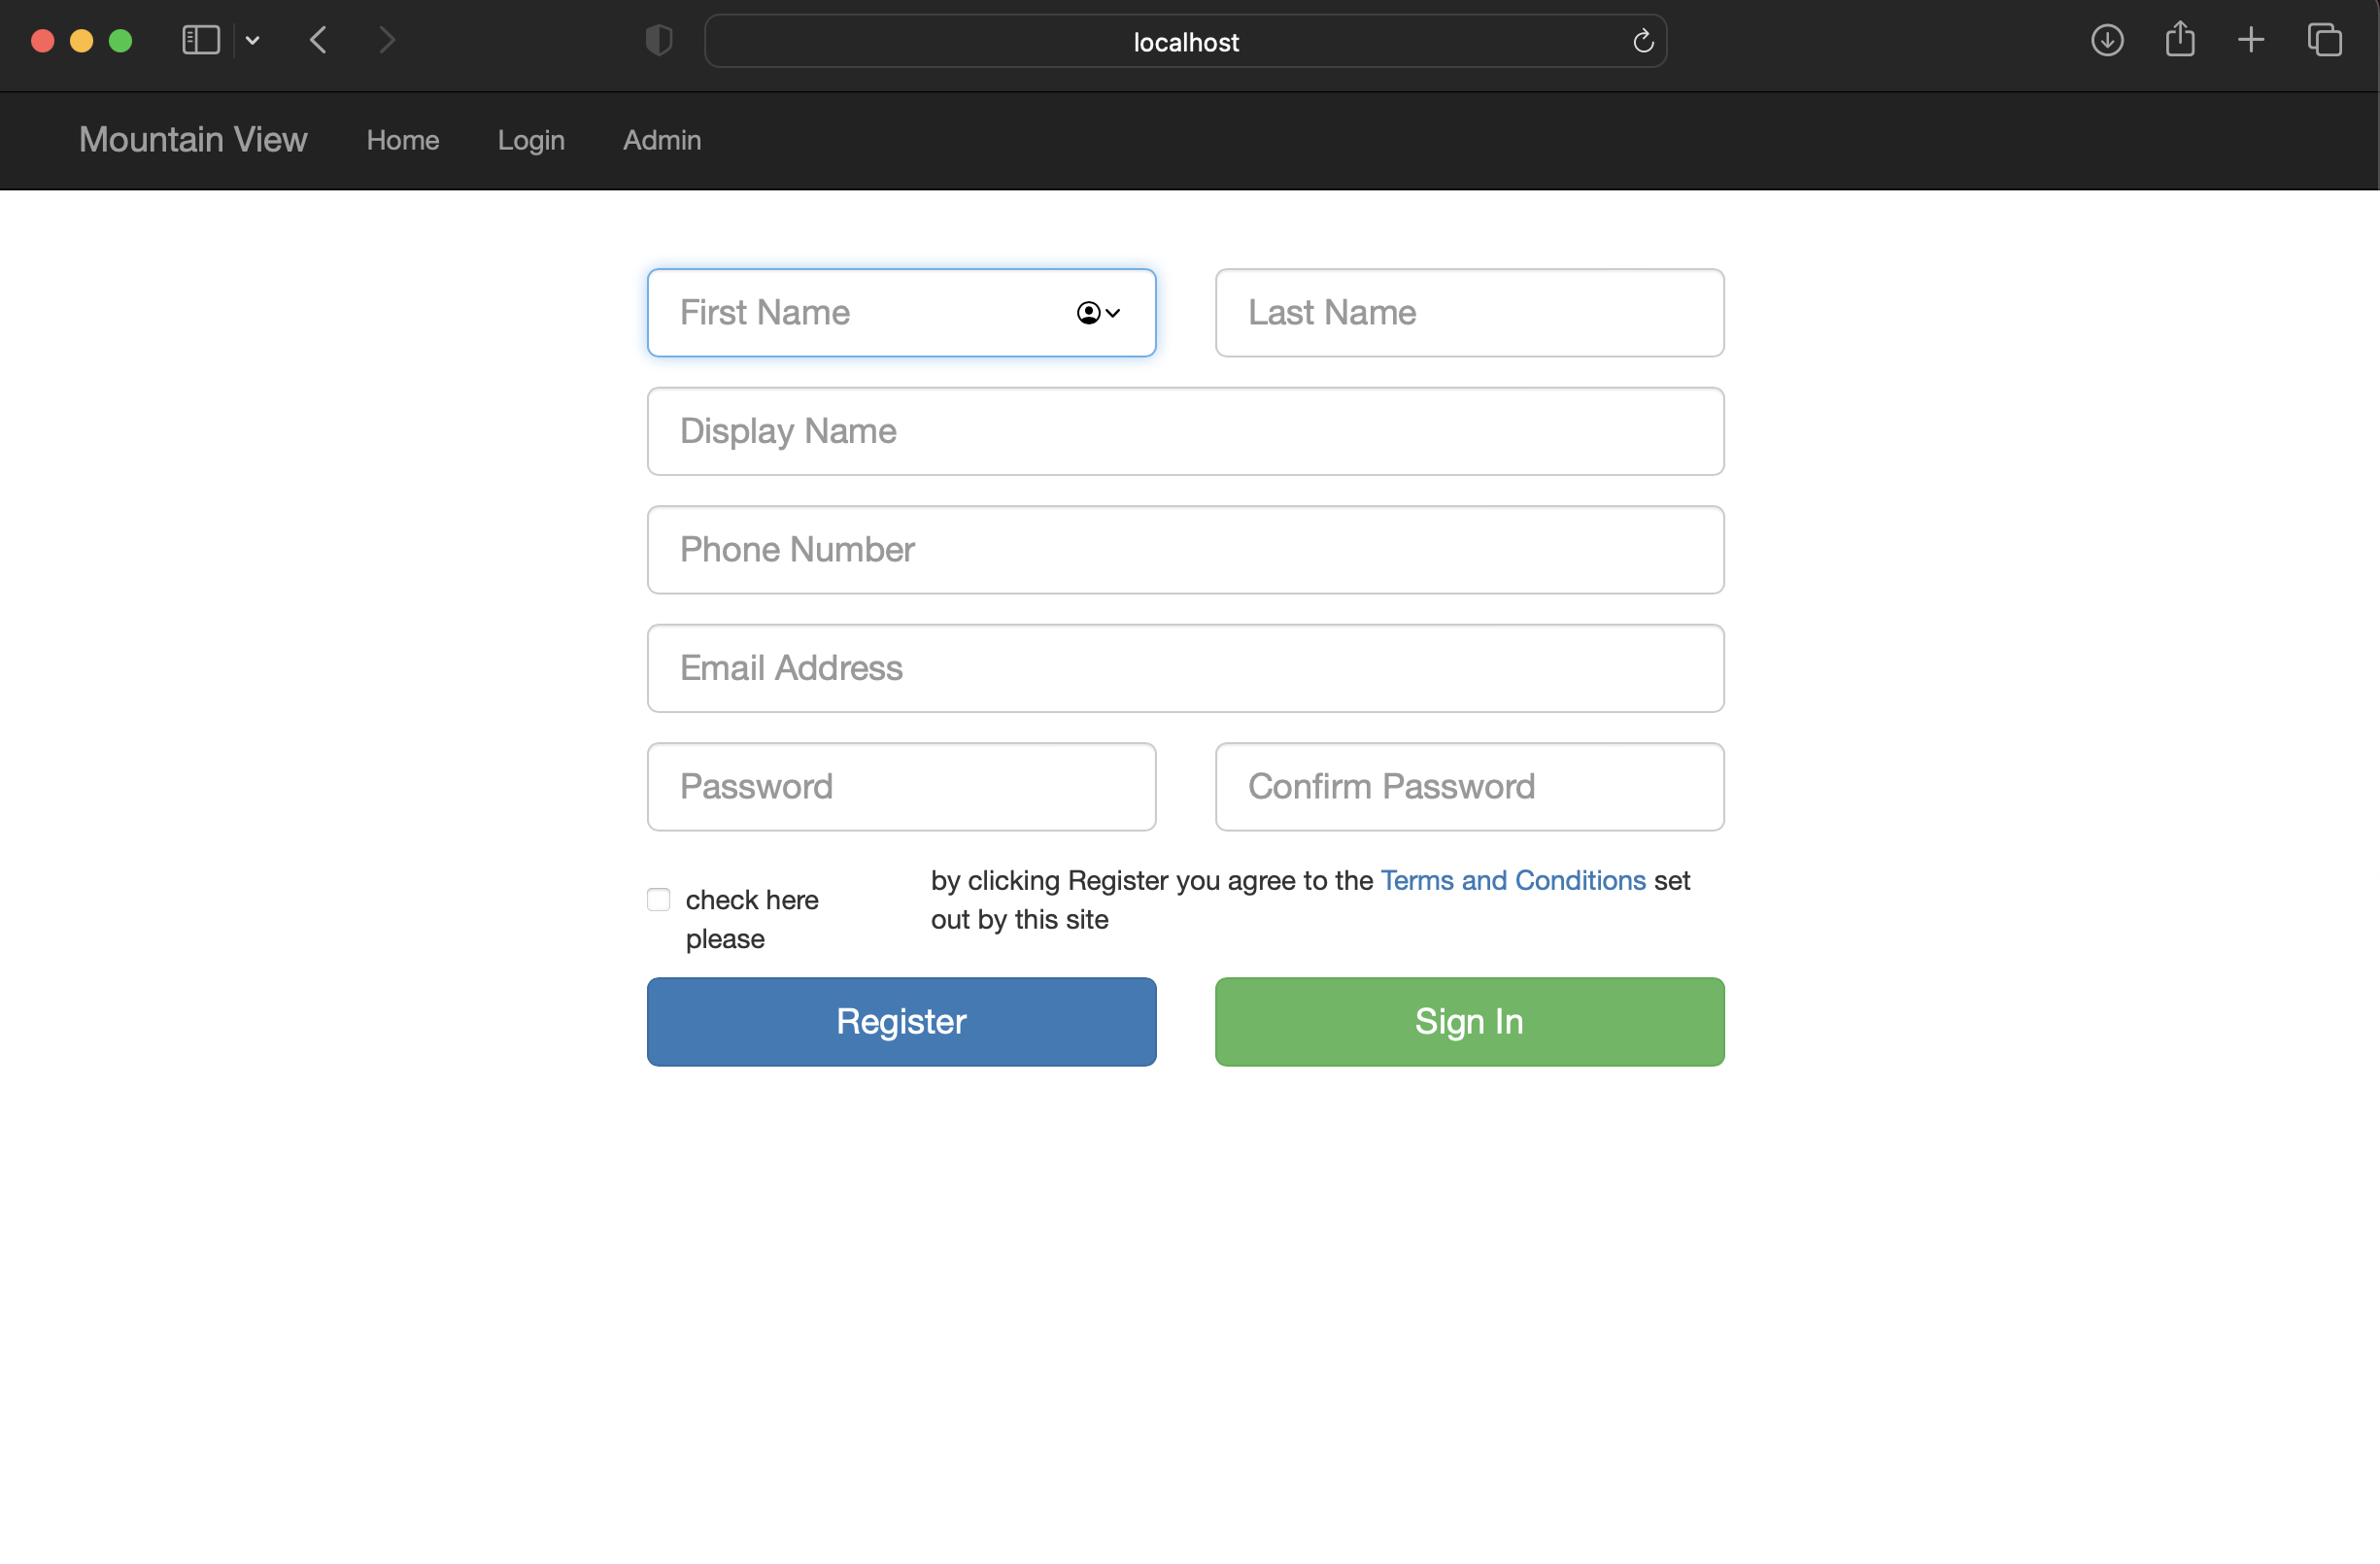 localhost
Mountain View Home Login Admin
First Name Last Name
Display Name
Phone Number
Email Address
Password Confirm Password
check here
please
by clicking Register you agree to the Terms and Conditions set
out by this site
Register Sign In